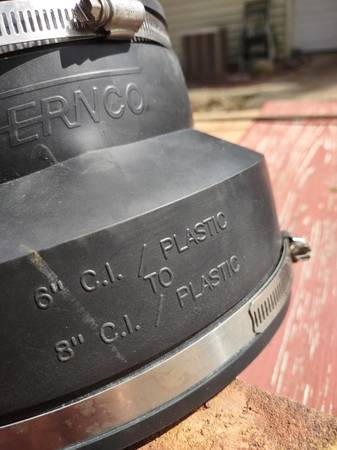 FERNCO
6" C.I. / PLASTIC
TO
8" C.I. / PLASTIC